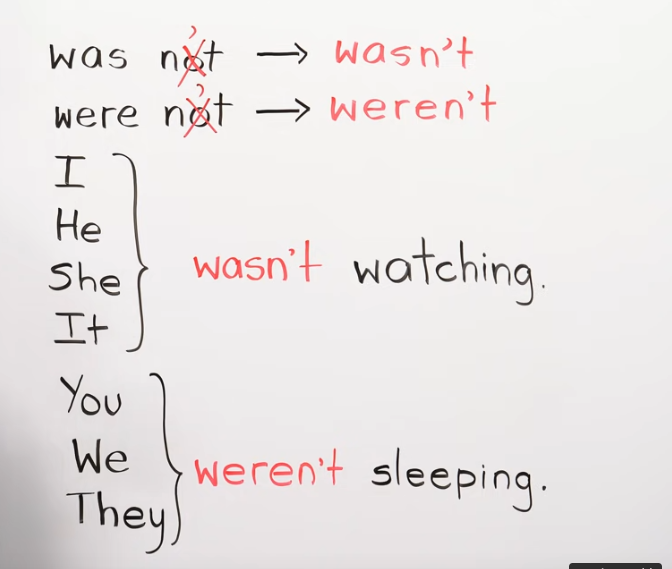 was not → wasn't
were not → weren't
I
He
She
It
wasn't watching.
You
We
They
weren't sleeping.